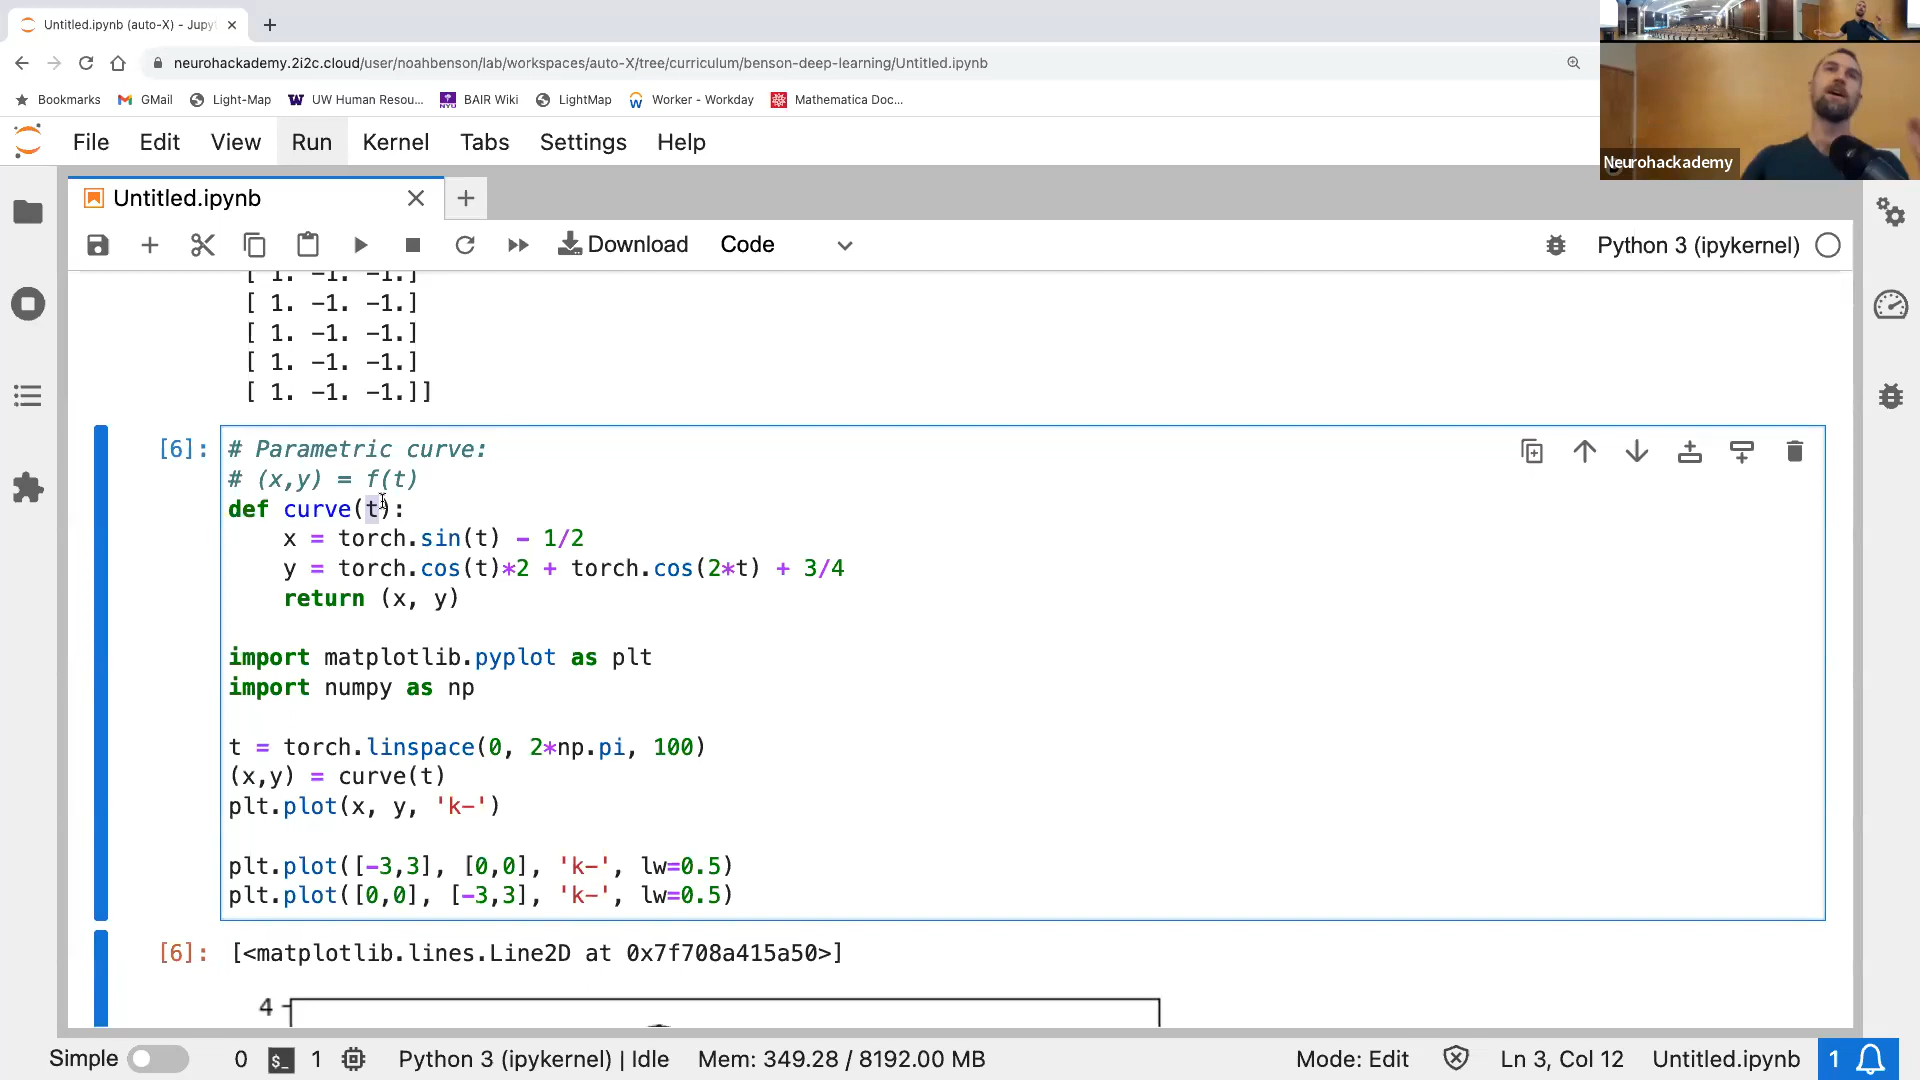 Untitled.ipynb (auto-X) - Jupy
neurohackademy.2i2c.cloud/user/noahbenson/lab/workspaces/auto-X/tree/curriculum/benson-deep-learning/Untitled.ipynb
Bookmarks GMail Light-Map UW Human Resou... BAIR Wiki LightMap Worker - Workday Mathematica Doc...
Neurohackademy
File Edit View Run Kernel Tabs Settings Help
Untitled.ipynb
Download Code Python 3 (ipykernel)
[ 1. -1. -1.]
[ 1. -1. -1.]
[ 1. -1. -1.]
[ 1. -1. -1.]
[ 1. -1. -1.]]
[6]: # Parametric curve:
# (x,y) = f(t)
def curve(t):
    x = torch.sin(t) - 1/2
    y = torch.cos(t)*2 + torch.cos(2*t) + 3/4
    return (x, y)
import matplotlib.pyplot as plt
import numpy as np
t = torch.linspace(0, 2*np.pi, 100)
(x,y) = curve(t)
plt.plot(x, y, 'k-')
plt.plot([-3,3], [0,0], 'k-', lw=0.5)
plt.plot([0,0], [-3,3], 'k-', lw=0.5)
[6]: [<matplotlib.lines.Line2D at 0x7f708a415a50>]
4
Simple 0 $_ 1 Python 3 (ipykernel) | Idle Mem: 349.28 / 8192.00 MB Mode: Edit Ln 3, Col 12 Untitled.ipynb 1